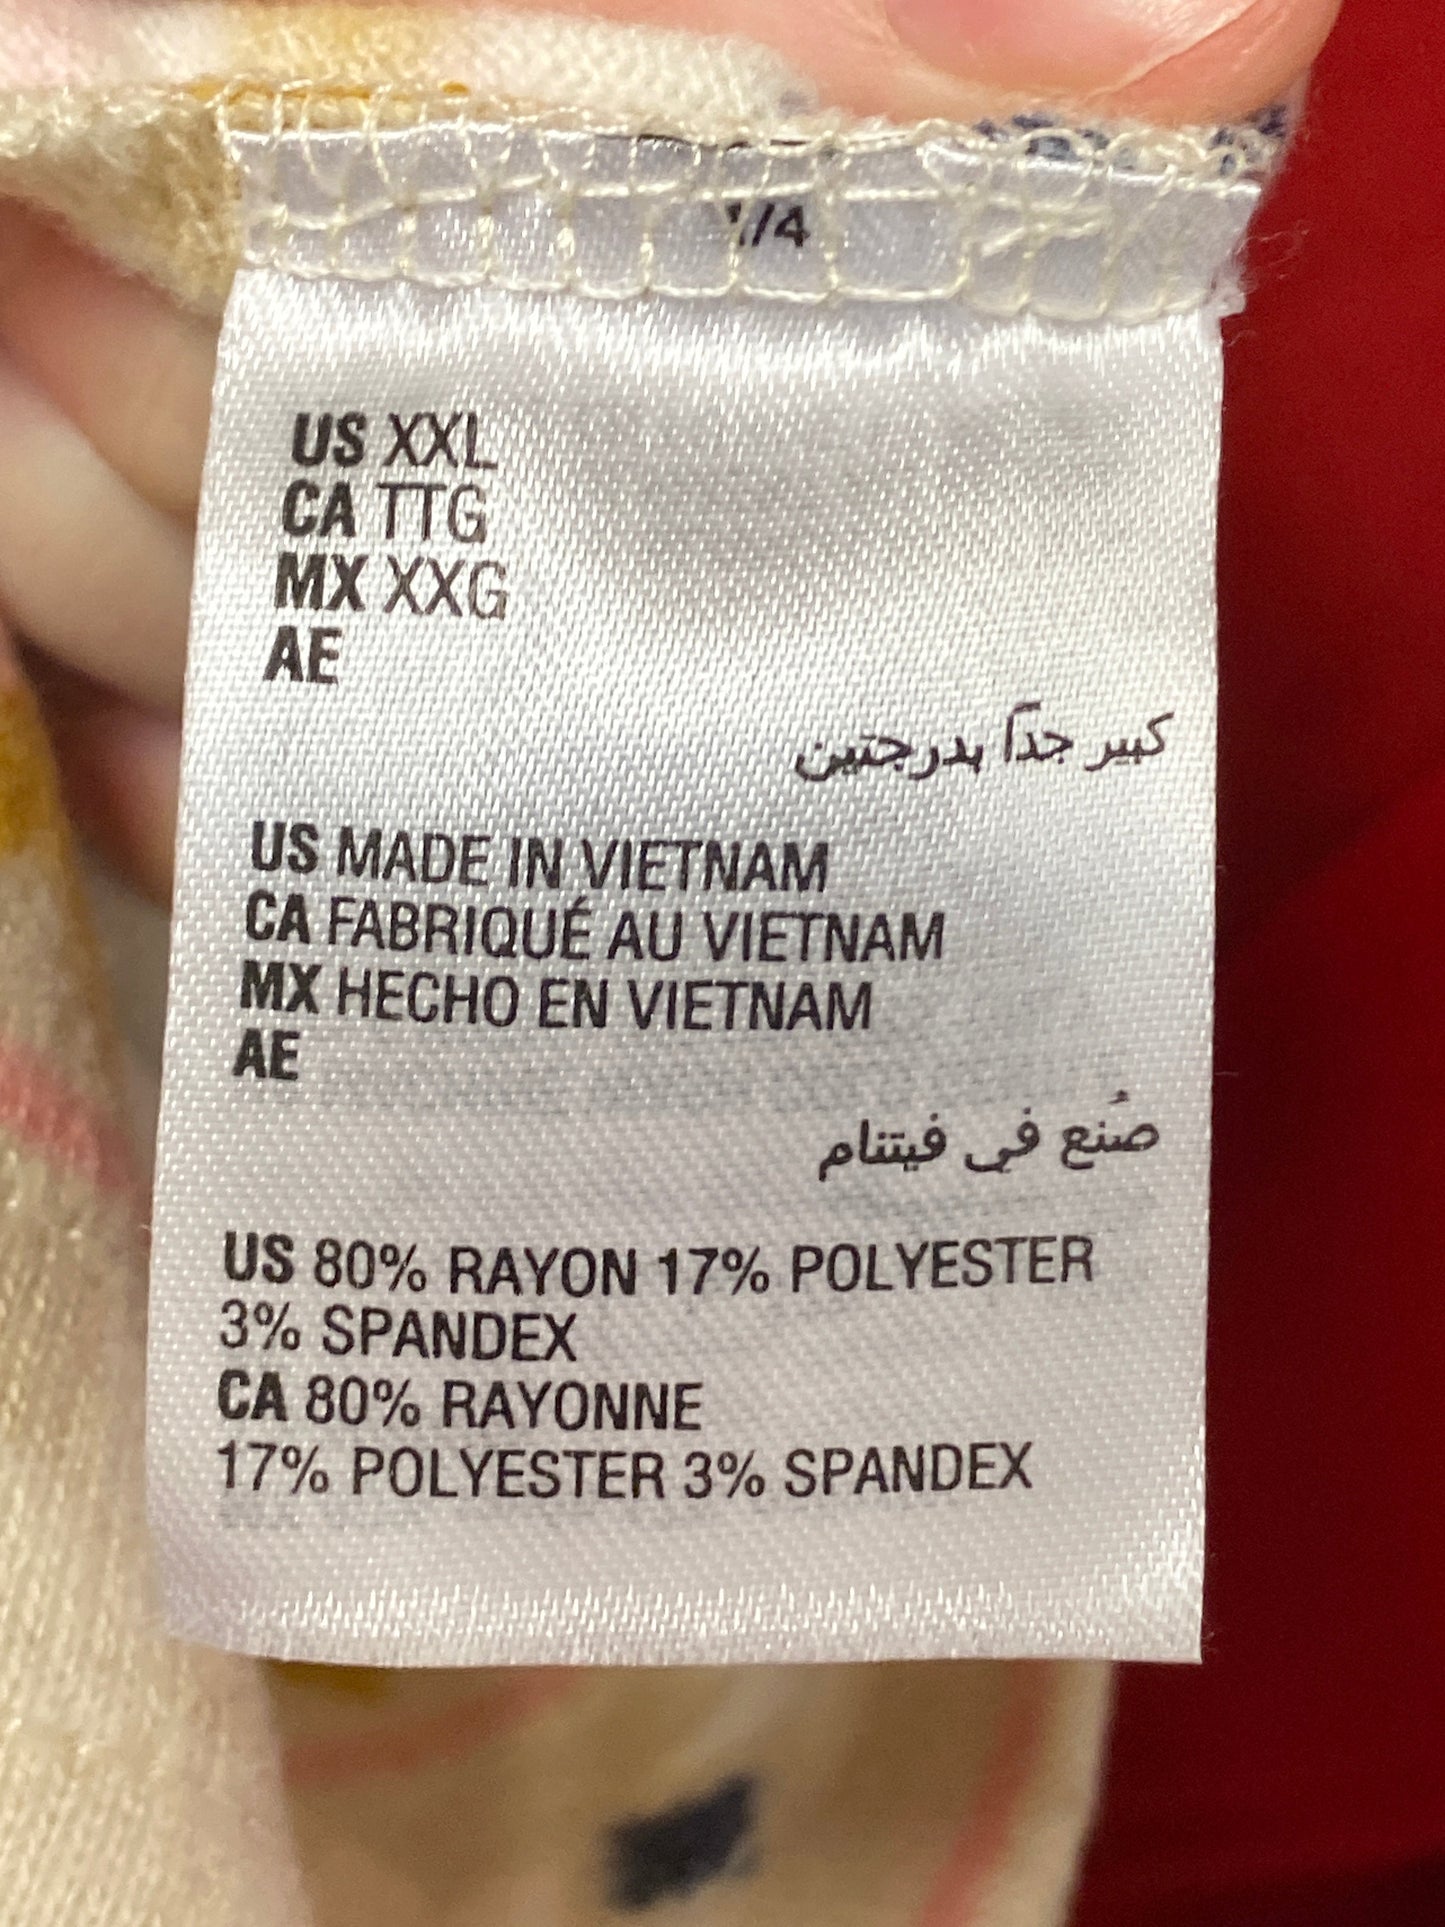 1/4
US XXL
CA TTG
MX XXG
AE
كبير جداً بدرجتين
US MADE IN VIETNAM
CA FABRIQUÉ AU VIETNAM
MX HECHO EN VIETNAM
AE
صُنع في فيتنام
US 80% RAYON 17% POLYESTER
3% SPANDEX
CA 80% RAYONNE
17% POLYESTER 3% SPANDEX